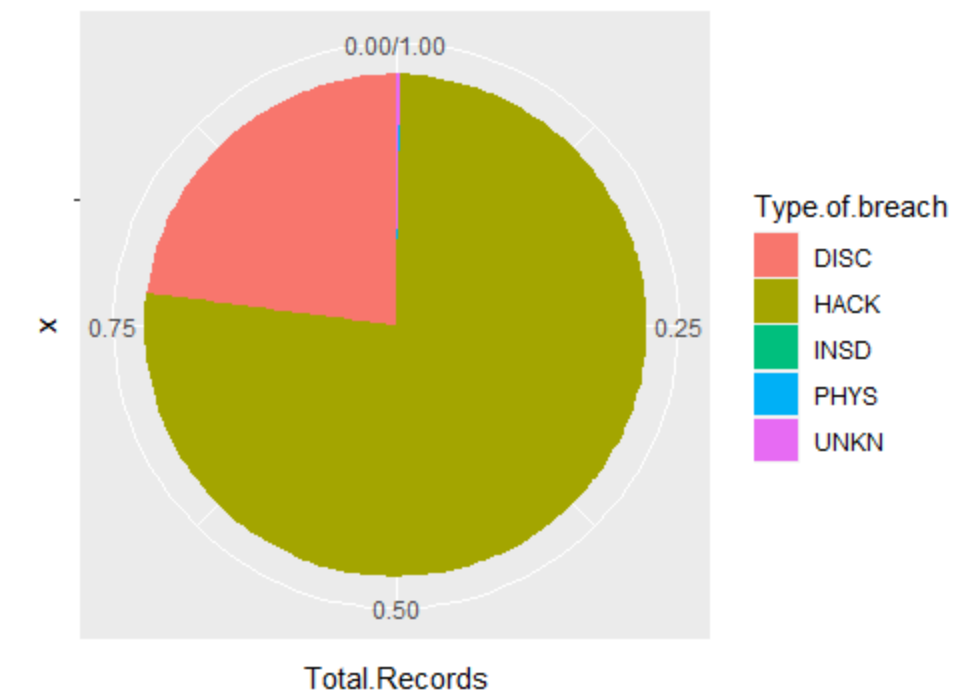 0.00/1.00
Type.of.breach
DISC
HACK
INSD
PHYS
UNKN
x
0.75
0.25
0.50
Total.Records